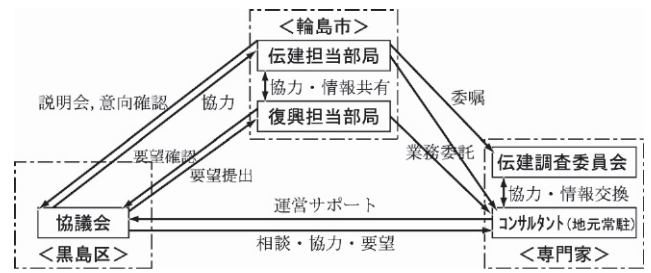 ＜輪島市＞
伝建担当部局
説明会,意向確認
協力
協力・情報共有
委嘱
復興担当部局
要望確認
要望提出
業務委託
伝建調査委員会
協力・情報交換
運営サポート
協議会
コンサルタント(地元常駐)
相談・協力・要望
＜黒島区＞
＜専門家＞